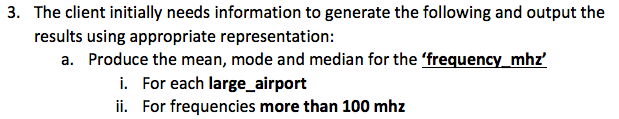 3. The client initially needs information to generate the following and output the
results using appropriate representation:
a. Produce the mean, mode and median for the ‘frequency_mhz’
i. For each large_airport
ii. For frequencies more than 100 mhz